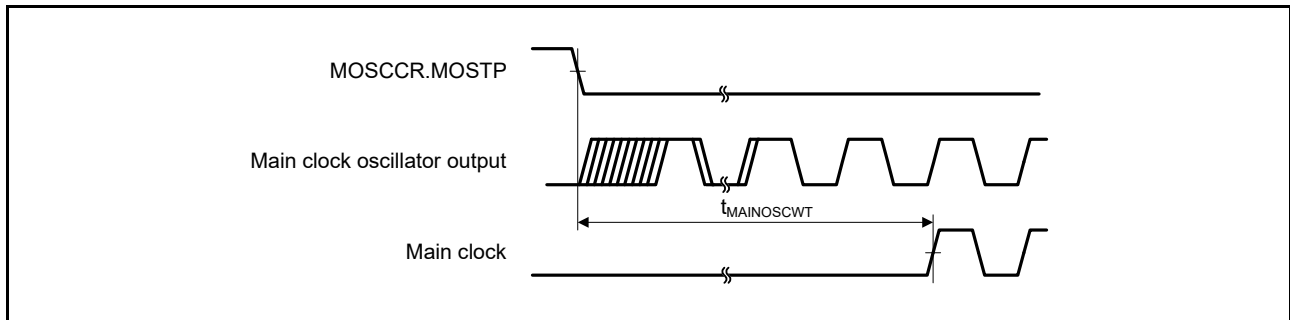 MOSCCR.MOSTP
Main clock oscillator output
tMAINOSCWT
Main clock